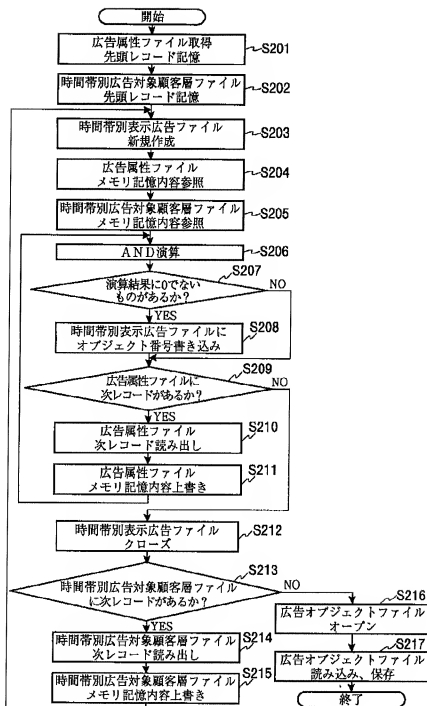 開始
広告属性ファイル取得
先頭レコード記憶
S201
時間帯別広告対象顧客層ファイル
先頭レコード記憶
S202
時間帯別表示広告ファイル
新規作成
S203
広告属性ファイル
メモリ記憶内容参照
S204
時間帯別広告対象顧客層ファイル
メモリ記憶内容参照
S205
AND演算
S206
S207
演算結果に0でない
ものがあるか?
NO
YES
時間帯別表示広告ファイルに
オブジェクト番号書き込み
S208
S209
広告属性ファイルに
次レコードがあるか?
NO
YES
広告属性ファイル
次レコード読み出し
S210
広告属性ファイル
メモリ記憶内容上書き
S211
時間帯別表示広告ファイル
クローズ
S212
S213
時間帯別広告対象顧客層ファイル
に次レコードがあるか?
NO
YES
時間帯別広告対象顧客層ファイル
次レコード読み出し
S214
時間帯別広告対象顧客層ファイル
メモリ記憶内容上書き
S215
S216
広告オブジェクトファイル
オープン
S217
広告オブジェクトファイル
読み込み、保存
終了